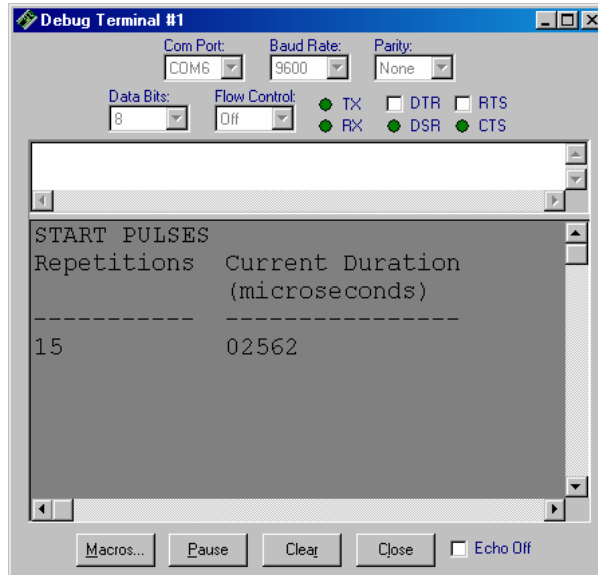 Debug Terminal #1
Com Port: Baud Rate: Parity:
COM6 9600 None
Data Bits: Flow Control: TX DTR RTS
8 Off RX DSR CTS
START PULSES
Repetitions Current Duration
(microseconds)
----------- ----------------
15 02562
Macros... Pause Clear Close Echo Off